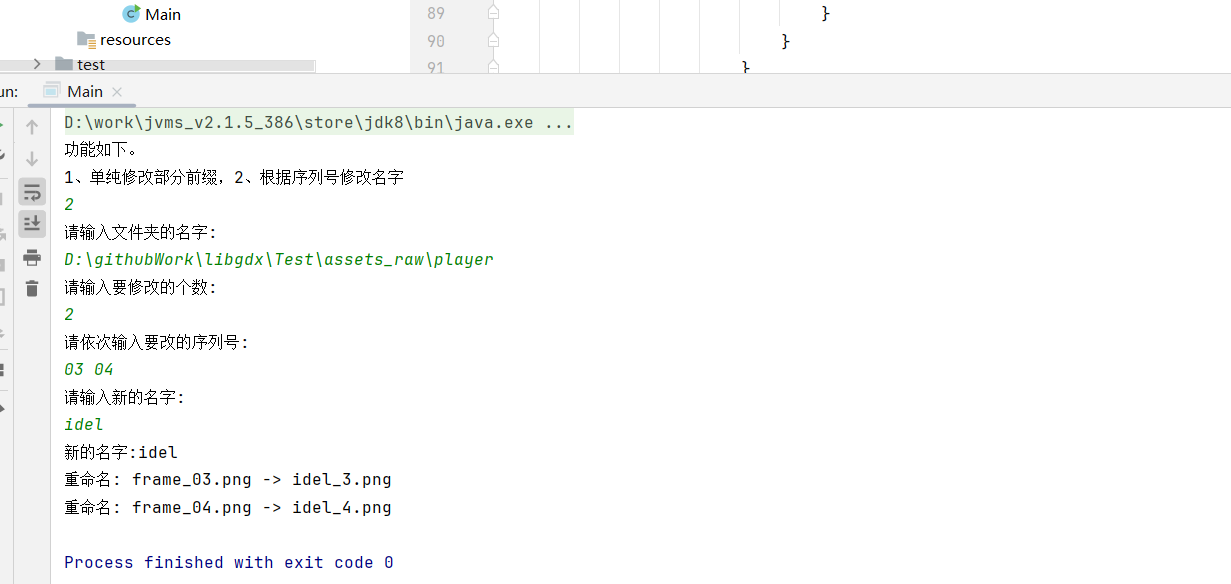 Main
resources
test
89 }
90 }
91 }
un: Main
D:\work\jvms_v2.1.5_386\store\jdk8\bin\java.exe ...
功能如下。
1、单纯修改部分前缀，2、根据序列号修改名字
2
请输入文件夹的名字:
D:\githubWork\libgdx\Test\assets_raw\player
请输入要修改的个数:
2
请依次输入要改的序列号:
03 04
请输入新的名字:
idel
新的名字:idel
重命名: frame_03.png -> idel_3.png
重命名: frame_04.png -> idel_4.png
Process finished with exit code 0